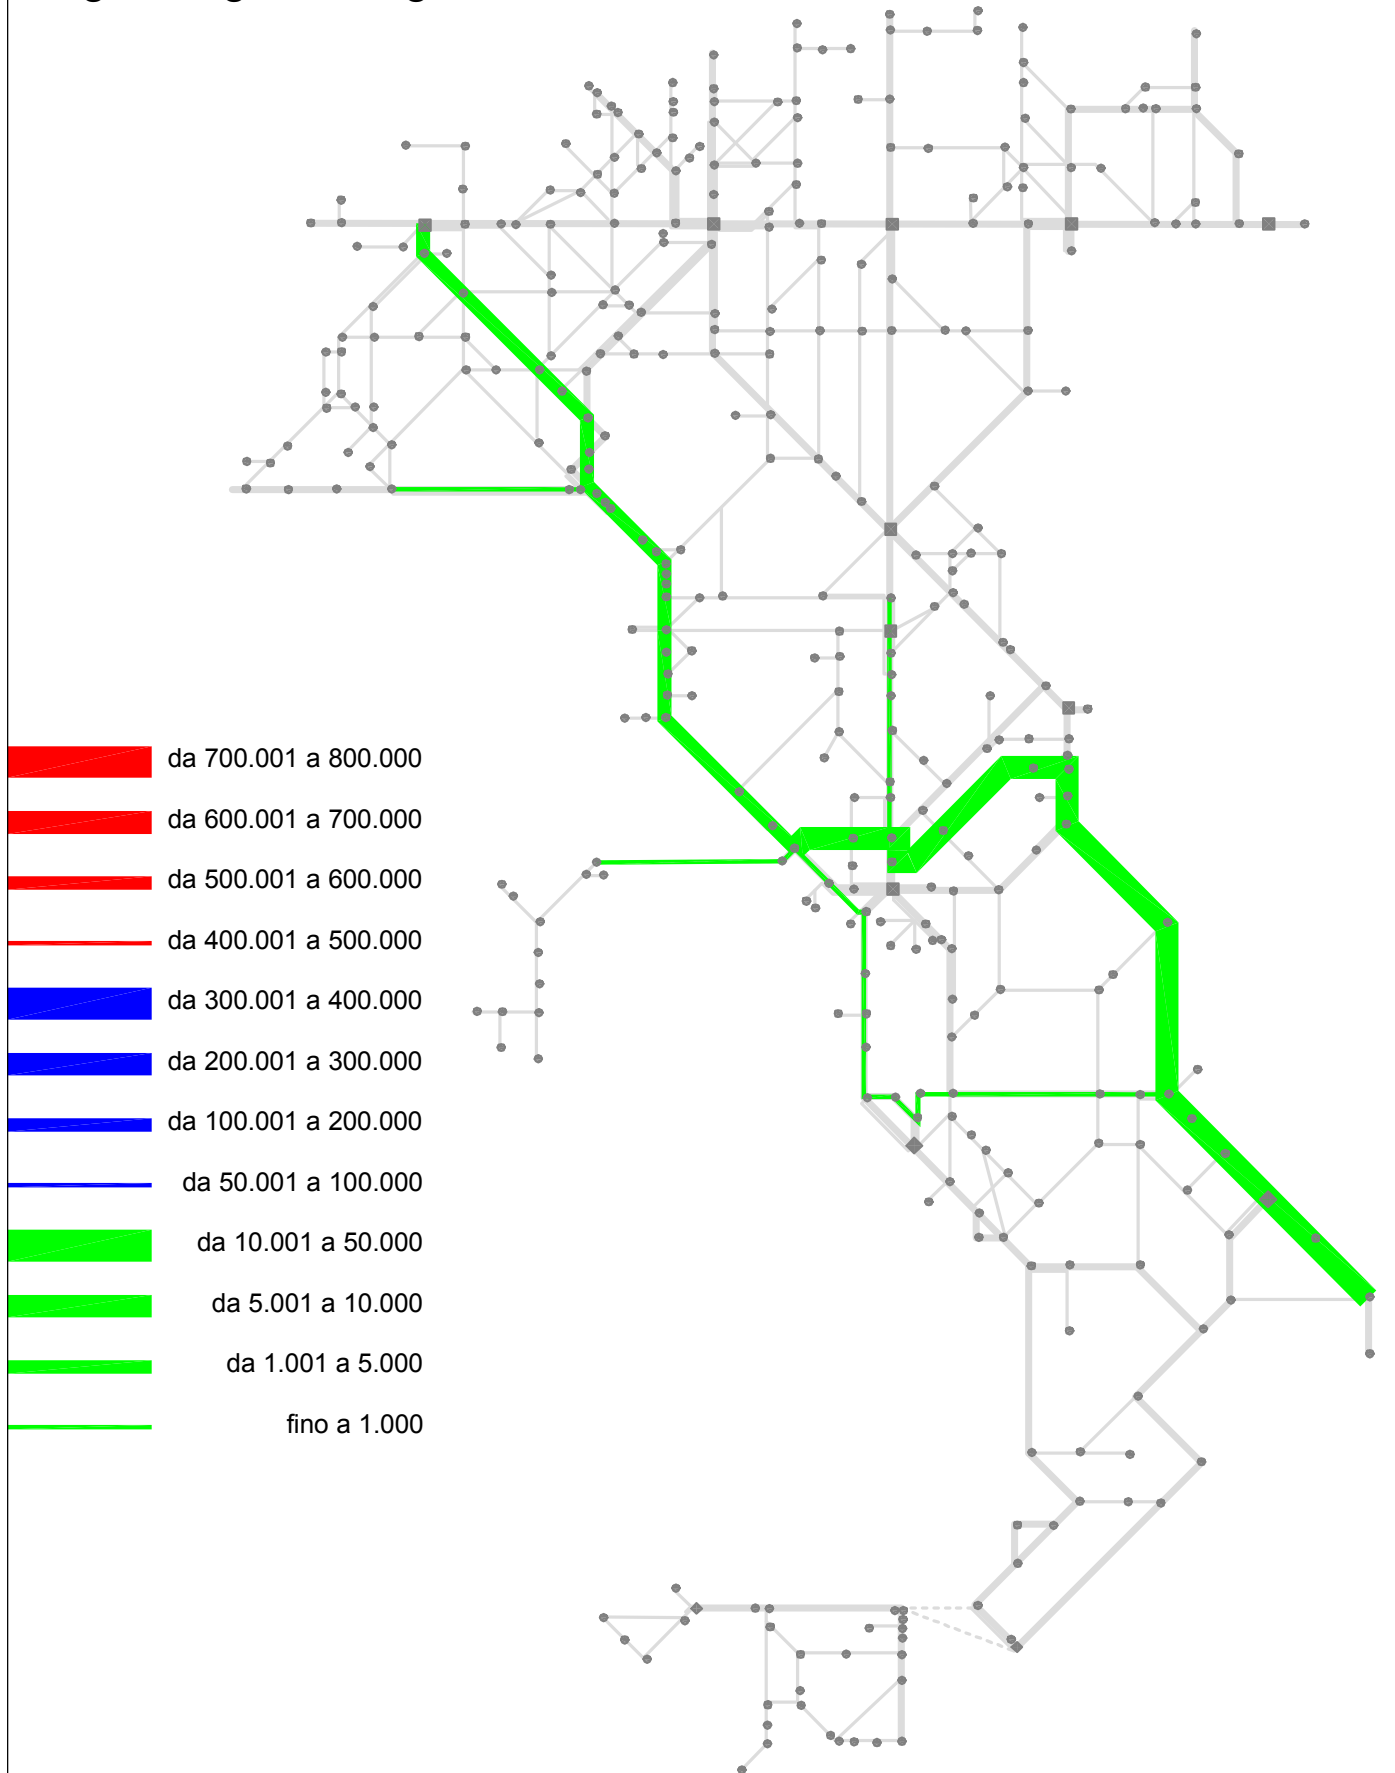 da 700.001 a 800.000
da 600.001 a 700.000
da 500.001 a 600.000
da 400.001 a 500.000
da 300.001 a 400.000
da 200.001 a 300.000
da 100.001 a 200.000
da 50.001 a 100.000
da 10.001 a 50.000
da 5.001 a 10.000
da 1.001 a 5.000
fino a 1.000